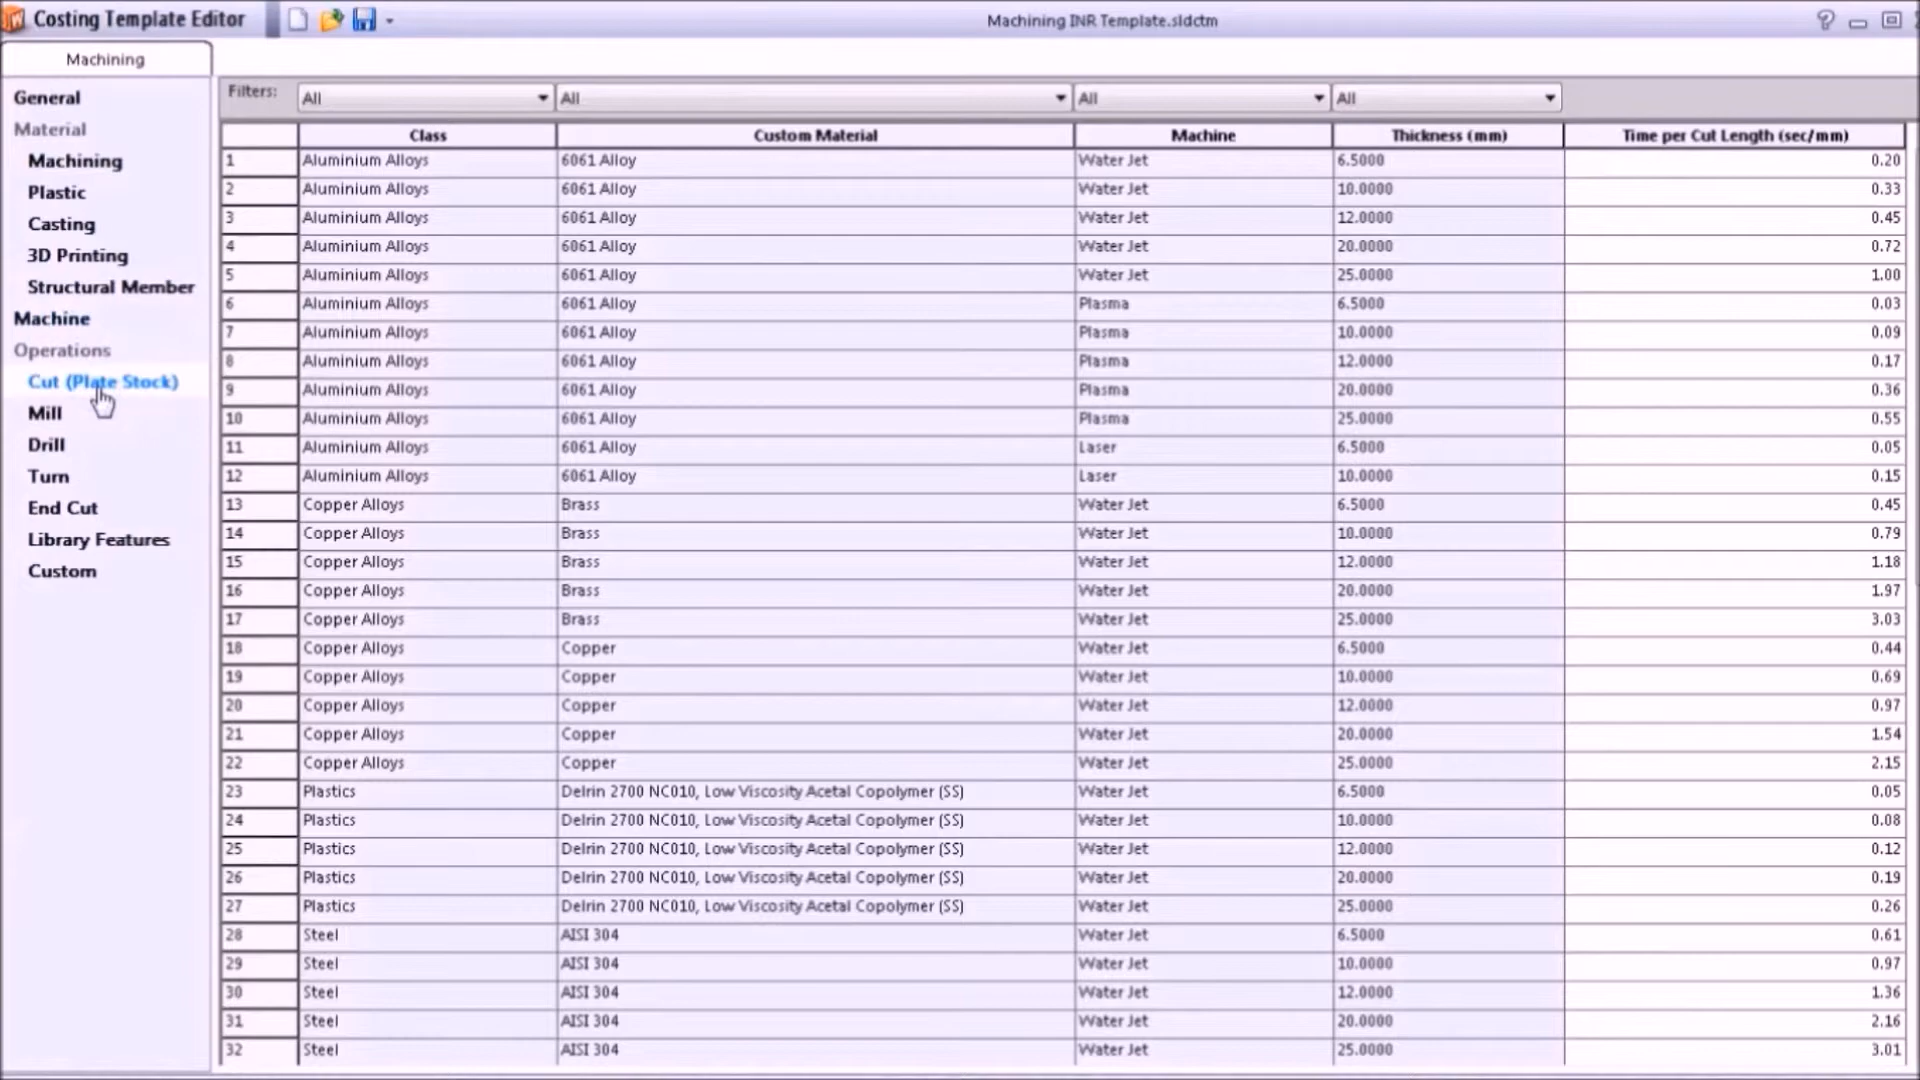 Costing Template Editor
Machining INR Template.sldctm
Machining
General
Material
Machining
Plastic
Casting
3D Printing
Structural Member
Machine
Operations
Cut (Plate Stock)
Mill
Drill
Turn
End Cut
Library Features
Custom
Filters: All All All All
Class Custom Material Machine Thickness (mm) Time per Cut Length (sec/mm)
1 Aluminium Alloys 6061 Alloy Water Jet 6.5000 0.20
2 Aluminium Alloys 6061 Alloy Water Jet 10.0000 0.33
3 Aluminium Alloys 6061 Alloy Water Jet 12.0000 0.45
4 Aluminium Alloys 6061 Alloy Water Jet 20.0000 0.72
5 Aluminium Alloys 6061 Alloy Water Jet 25.0000 1.00
6 Aluminium Alloys 6061 Alloy Plasma 6.5000 0.03
7 Aluminium Alloys 6061 Alloy Plasma 10.0000 0.09
8 Aluminium Alloys 6061 Alloy Plasma 12.0000 0.17
9 Aluminium Alloys 6061 Alloy Plasma 20.0000 0.36
10 Aluminium Alloys 6061 Alloy Plasma 25.0000 0.55
11 Aluminium Alloys 6061 Alloy Laser 6.5000 0.05
12 Aluminium Alloys 6061 Alloy Laser 10.0000 0.15
13 Copper Alloys Brass Water Jet 6.5000 0.45
14 Copper Alloys Brass Water Jet 10.0000 0.79
15 Copper Alloys Brass Water Jet 12.0000 1.18
16 Copper Alloys Brass Water Jet 20.0000 1.97
17 Copper Alloys Brass Water Jet 25.0000 3.03
18 Copper Alloys Copper Water Jet 6.5000 0.44
19 Copper Alloys Copper Water Jet 10.0000 0.69
20 Copper Alloys Copper Water Jet 12.0000 0.97
21 Copper Alloys Copper Water Jet 20.0000 1.54
22 Copper Alloys Copper Water Jet 25.0000 2.15
23 Plastics Delrin 2700 NC010, Low Viscosity Acetal Copolymer (SS) Water Jet 6.5000 0.05
24 Plastics Delrin 2700 NC010, Low Viscosity Acetal Copolymer (SS) Water Jet 10.0000 0.08
25 Plastics Delrin 2700 NC010, Low Viscosity Acetal Copolymer (SS) Water Jet 12.0000 0.12
26 Plastics Delrin 2700 NC010, Low Viscosity Acetal Copolymer (SS) Water Jet 20.0000 0.19
27 Plastics Delrin 2700 NC010, Low Viscosity Acetal Copolymer (SS) Water Jet 25.0000 0.26
28 Steel AISI 304 Water Jet 6.5000 0.61
29 Steel AISI 304 Water Jet 10.0000 0.97
30 Steel AISI 304 Water Jet 12.0000 1.36
31 Steel AISI 304 Water Jet 20.0000 2.16
32 Steel AISI 304 Water Jet 25.0000 3.01